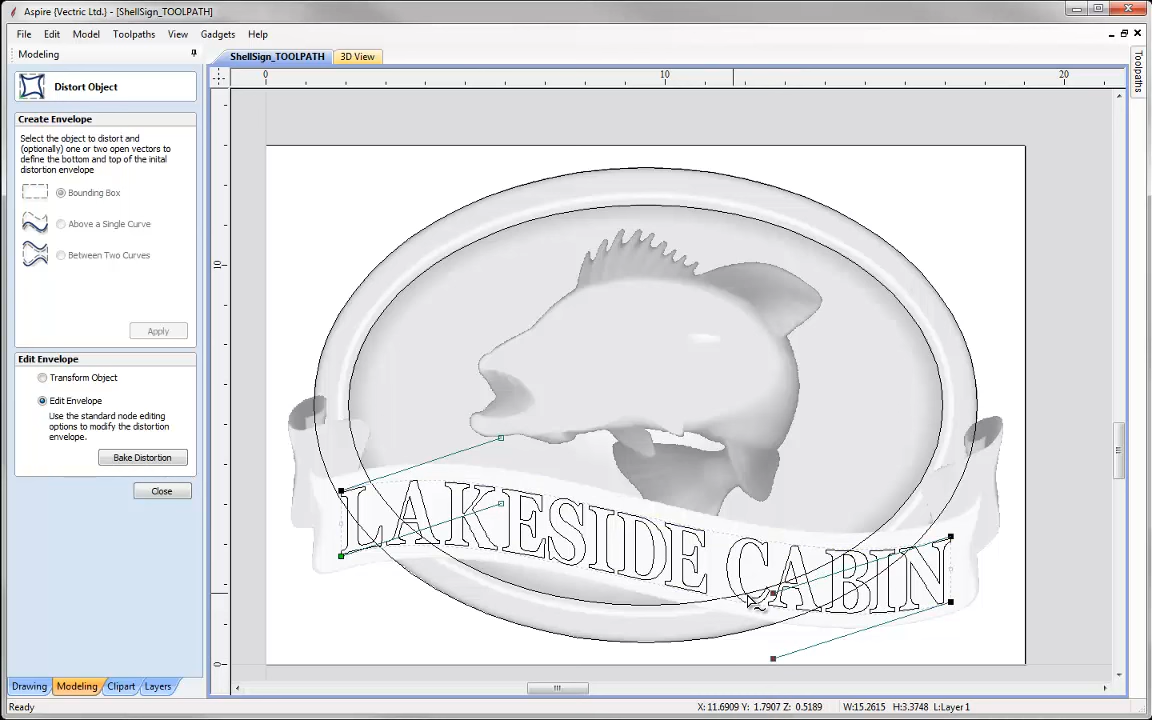 Aspire {Vectric Ltd.} - [ShellSign_TOOLPATH]
File Edit Model Toolpaths View Gadgets Help
Modeling
ShellSign_TOOLPATH 3D View
Toolpaths
Distort Object
Create Envelope
Select the object to distort and
(optionally) one or two open vectors to
define the bottom and top of the inital
distortion envelope
Bounding Box
Above a Single Curve
Between Two Curves
Apply
Edit Envelope
Transform Object
Edit Envelope
Use the standard node editing
options to modify the distortion
envelope.
Bake Distortion
Close
0 10 20
10
0
LAKESIDE CABIN
Drawing Modeling Clipart Layers
Ready X: 11.6909 Y: 1.7907 Z: 0.5189 W:15.2615 H:3.3748 L:Layer 1